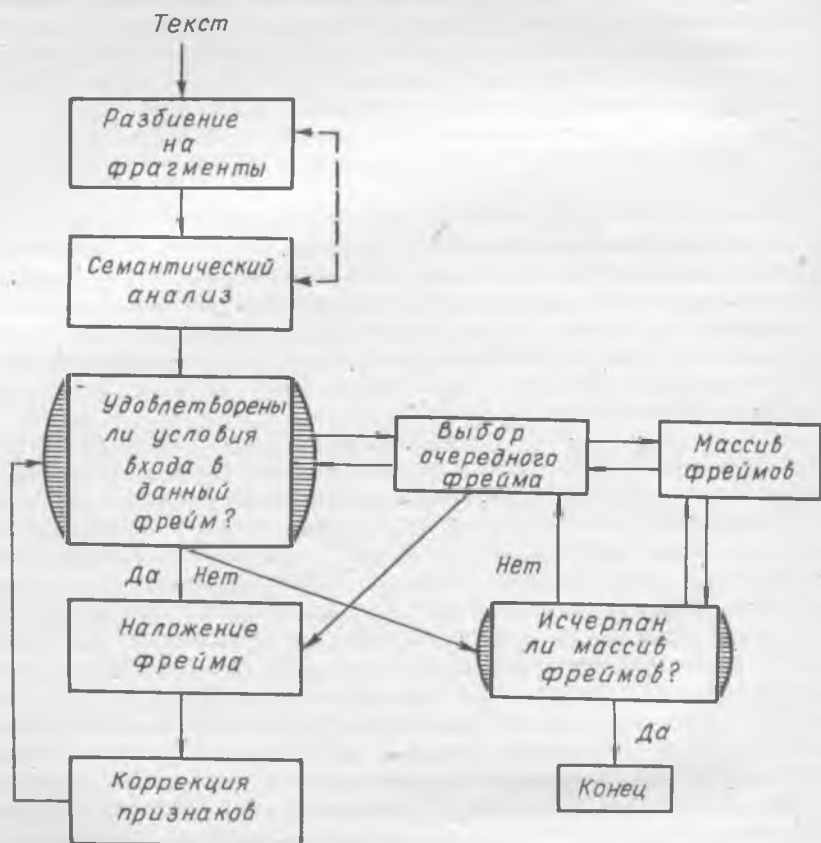 Текст
Разбиение
на
фрагменты
Семантический
анализ
Удовлетворены
ли условия
входа в
данный
фрейм?
Выбор
очередного
фрейма
Массив
фреймов
Да
Нет
Нет
Наложение
фрейма
Исчерпан
ли массив
фреймов?
Да
Коррекция
признаков
Конец